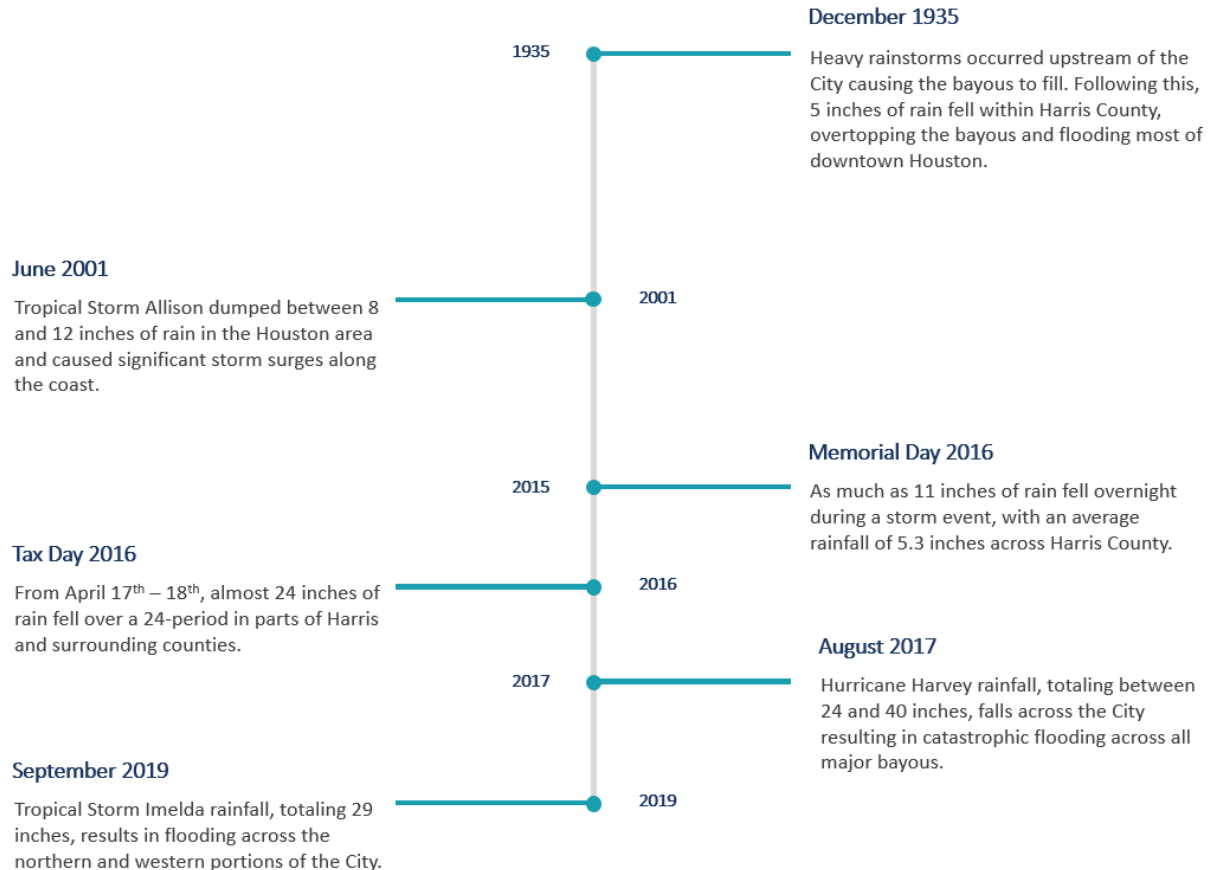 1935
December 1935
Heavy rainstorms occurred upstream of the
City causing the bayous to fill. Following this,
5 inches of rain fell within Harris County,
overtopping the bayous and flooding most of
downtown Houston.
June 2001
Tropical Storm Allison dumped between 8
and 12 inches of rain in the Houston area
and caused significant storm surges along
the coast.
2001
2015
Memorial Day 2016
As much as 11 inches of rain fell overnight
during a storm event, with an average
rainfall of 5.3 inches across Harris County.
Tax Day 2016
From April 17th – 18th, almost 24 inches of
rain fell over a 24-period in parts of Harris
and surrounding counties.
2016
2017
August 2017
Hurricane Harvey rainfall, totaling between
24 and 40 inches, falls across the City
resulting in catastrophic flooding across all
major bayous.
September 2019
Tropical Storm Imelda rainfall, totaling 29
inches, results in flooding across the
northern and western portions of the City.
2019